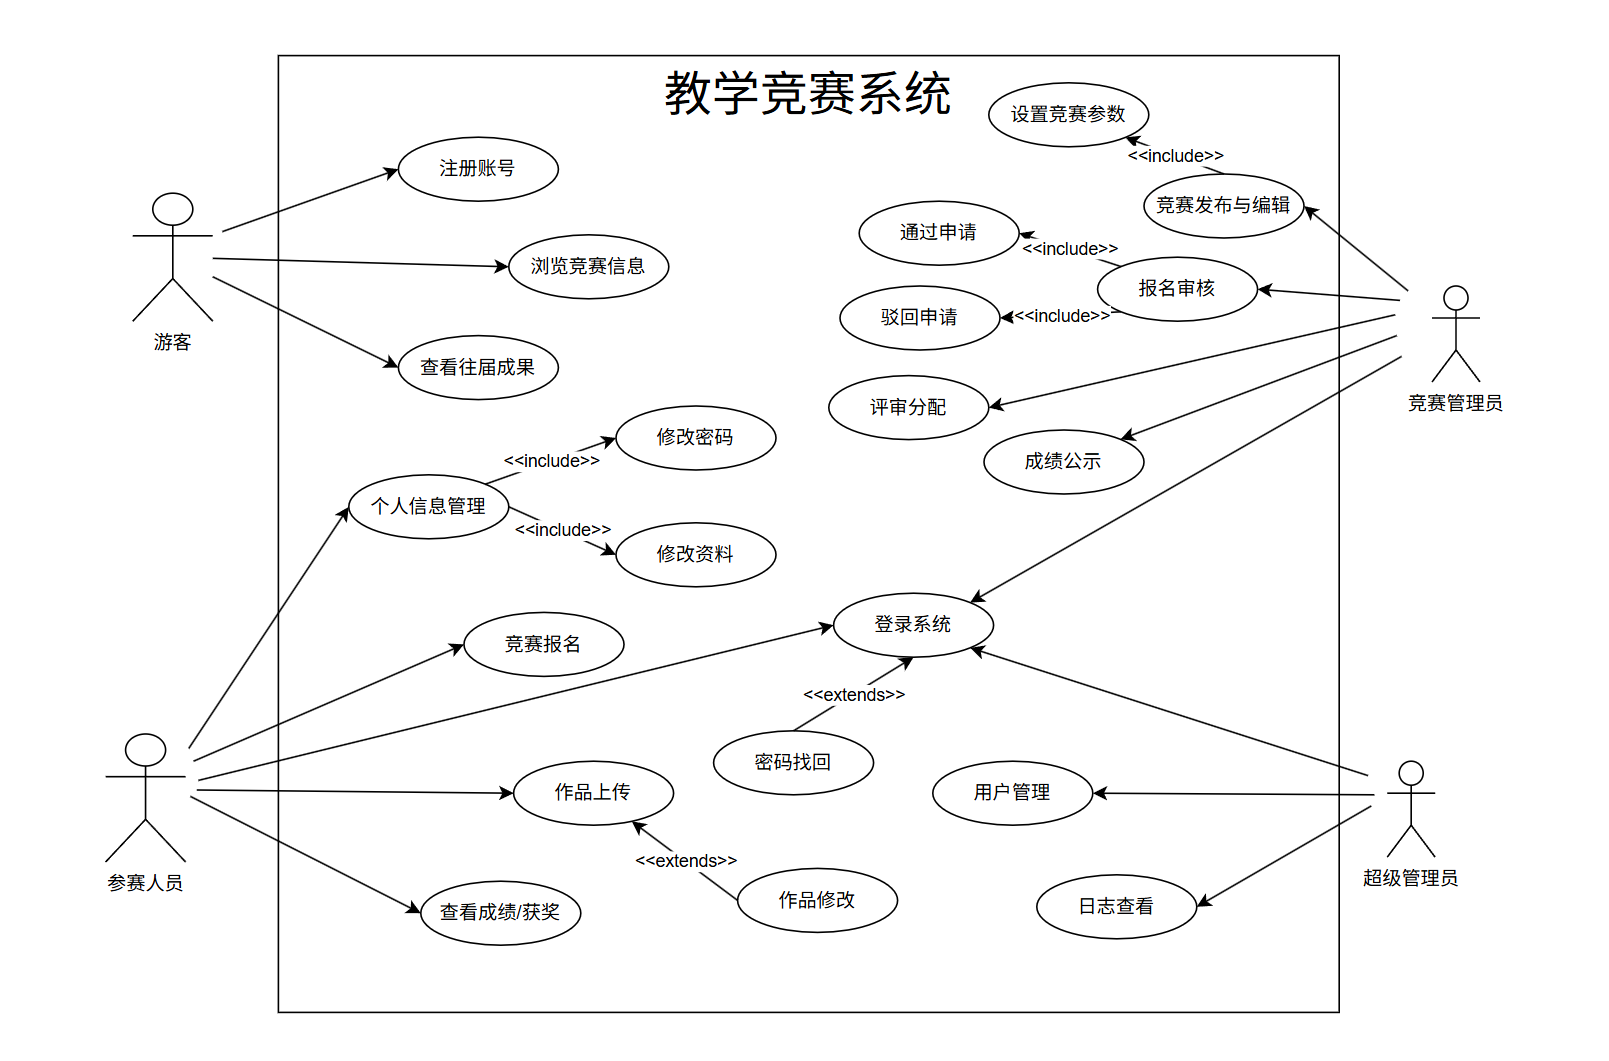 教学竞赛系统
设置竞赛参数
<<include>>
注册账号
竞赛发布与编辑
通过申请
<<include>>
浏览竞赛信息
报名审核
驳回申请
<<include>>
游客
查看往届成果
竞赛管理员
评审分配
修改密码
<<include>>
成绩公示
个人信息管理
<<include>>
修改资料
登录系统
竞赛报名
<<extends>>
密码找回
作品上传
用户管理
<<extends>>
参赛人员
超级管理员
作品修改
查看成绩/获奖
日志查看